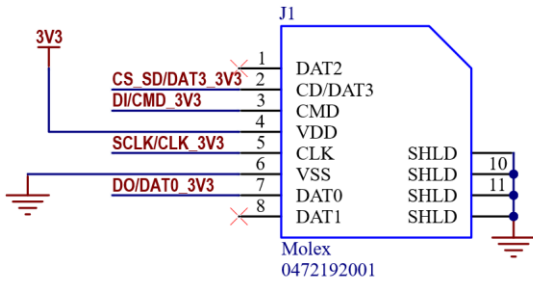 J1
3V3
1 DAT2
CS_SD/DAT3_3V3 2 CD/DAT3
DI/CMD_3V3 3 CMD
4 VDD
SCLK/CLK_3V3 5 CLK SHLD
6 VSS SHLD 10
DO/DAT0_3V3 7 DAT0 SHLD 11
8 DAT1 SHLD
Molex
0472192001